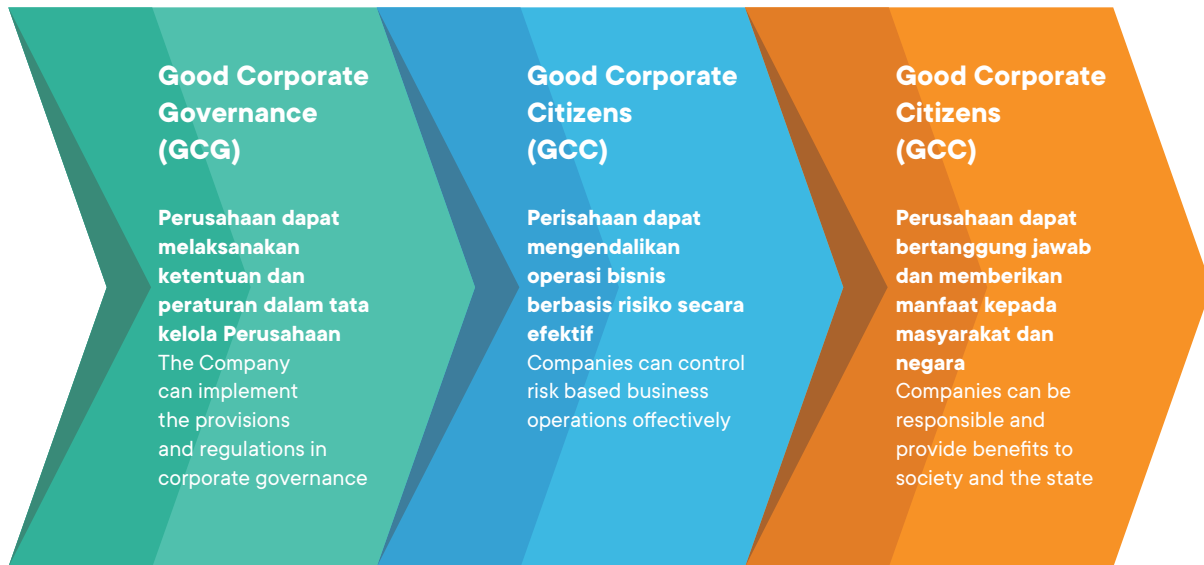 Good Corporate
Governance
(GCG)
Perusahaan dapat
melaksanakan
ketentuan dan
peraturan dalam tata
kelola Perusahaan
The Company
can implement
the provisions
and regulations in
corporate governance
Good Corporate
Citizens
(GCC)
Perisahaan dapat
mengendalikan
operasi bisnis
berbasis risiko secara
efektif
Companies can control
risk based business
operations offectively
Good Corporate
Citizens
(GCC)
Perusahaan dapat
bertanggung jawab
dan memberikan
manfaat kepada
masyarakat dan
negara
Companies can be
responsible and
provide benefits to
society and the state